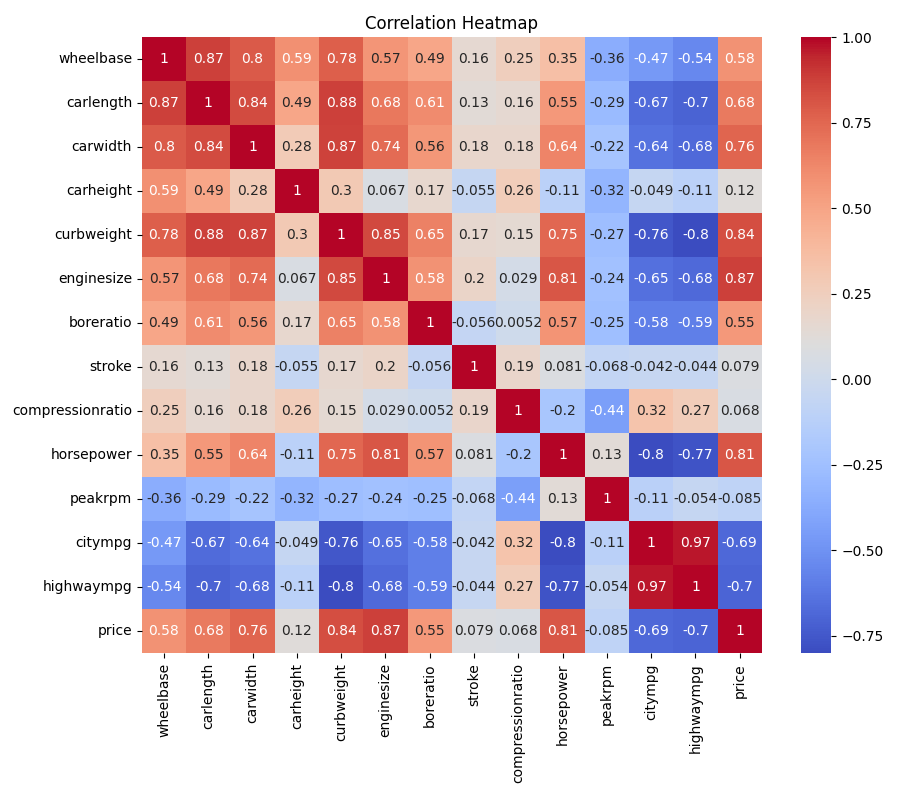 Correlation Heatmap
wheelbase 1 0.87 0.8 0.59 0.78 0.57 0.49 0.16 0.25 0.35 -0.36 -0.47 -0.54 0.58
carlength 0.87 1 0.84 0.49 0.88 0.68 0.61 0.13 0.16 0.55 -0.29 -0.67 -0.7 0.68
carwidth 0.8 0.84 1 0.28 0.87 0.74 0.56 0.18 0.18 0.64 -0.22 -0.64 -0.68 0.76
carheight 0.59 0.49 0.28 1 0.3 0.067 0.17 -0.055 0.26 -0.11 -0.32 -0.049 -0.11 0.12
curbweight 0.78 0.88 0.87 0.3 1 0.85 0.65 0.17 0.15 0.75 -0.27 -0.76 -0.8 0.84
enginesize 0.57 0.68 0.74 0.067 0.85 1 0.58 0.2 0.029 0.81 -0.24 -0.65 -0.68 0.87
boreratio 0.49 0.61 0.56 0.17 0.65 0.58 1 -0.056 0.0052 0.57 -0.25 -0.58 -0.59 0.55
stroke 0.16 0.13 0.18 -0.055 0.17 0.2 -0.056 1 0.19 0.081 -0.068 -0.042 -0.044 0.079
compressionratio 0.25 0.16 0.18 0.26 0.15 0.029 0.0052 0.19 1 -0.2 -0.44 0.32 0.27 0.068
horsepower 0.35 0.55 0.64 -0.11 0.75 0.81 0.57 0.081 -0.2 1 0.13 -0.8 -0.77 0.81
peakrpm -0.36 -0.29 -0.22 -0.32 -0.27 -0.24 -0.25 -0.068 -0.44 0.13 1 -0.11 -0.054 -0.085
citympg -0.47 -0.67 -0.64 -0.049 -0.76 -0.65 -0.58 -0.042 0.32 -0.8 -0.11 1 0.97 -0.69
highwaympg -0.54 -0.7 -0.68 -0.11 -0.8 -0.68 -0.59 -0.044 0.27 -0.77 -0.054 0.97 1 -0.7
price 0.58 0.68 0.76 0.12 0.84 0.87 0.55 0.079 0.068 0.81 -0.085 -0.69 -0.7 1
wheelbase
carlength
carwidth
carheight
curbweight
enginesize
boreratio
stroke
compressionratio
horsepower
peakrpm
citympg
highwaympg
price
1.00
0.75
0.50
0.25
0.00
−0.25
−0.50
−0.75